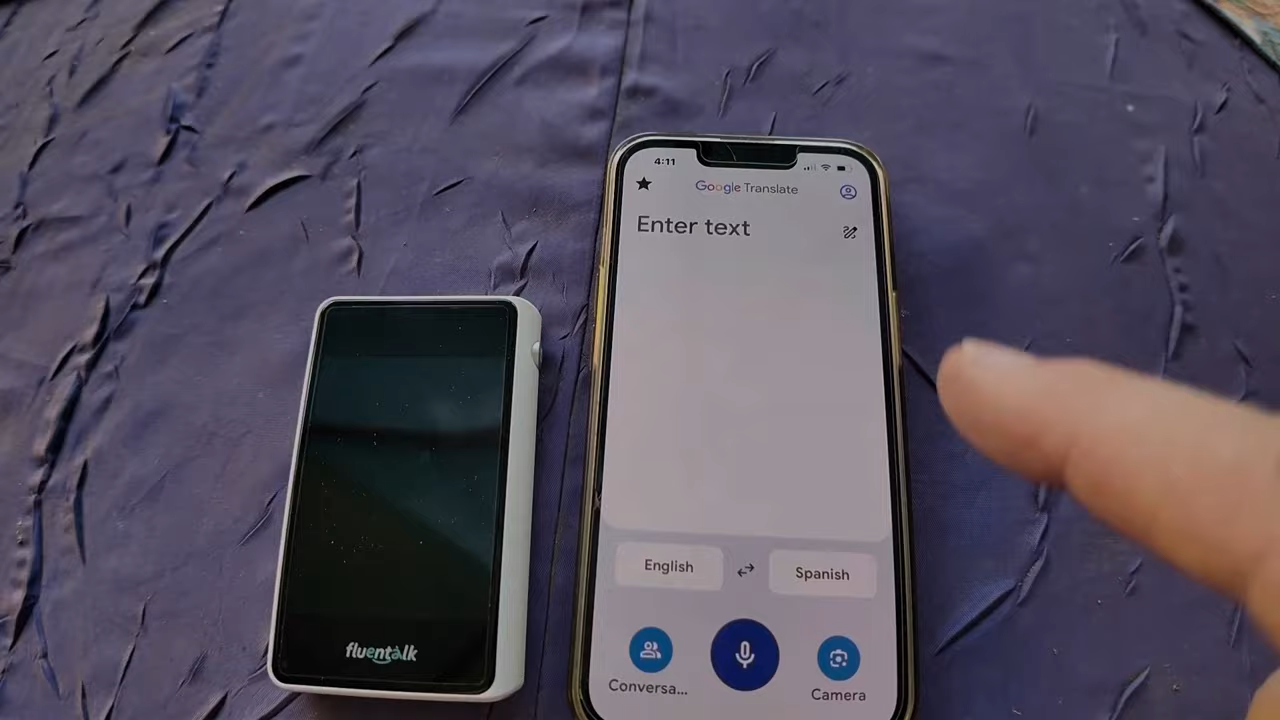 4:11
Google Translate
Enter text
English
Spanish
Conversa...
Camera
fluentalk